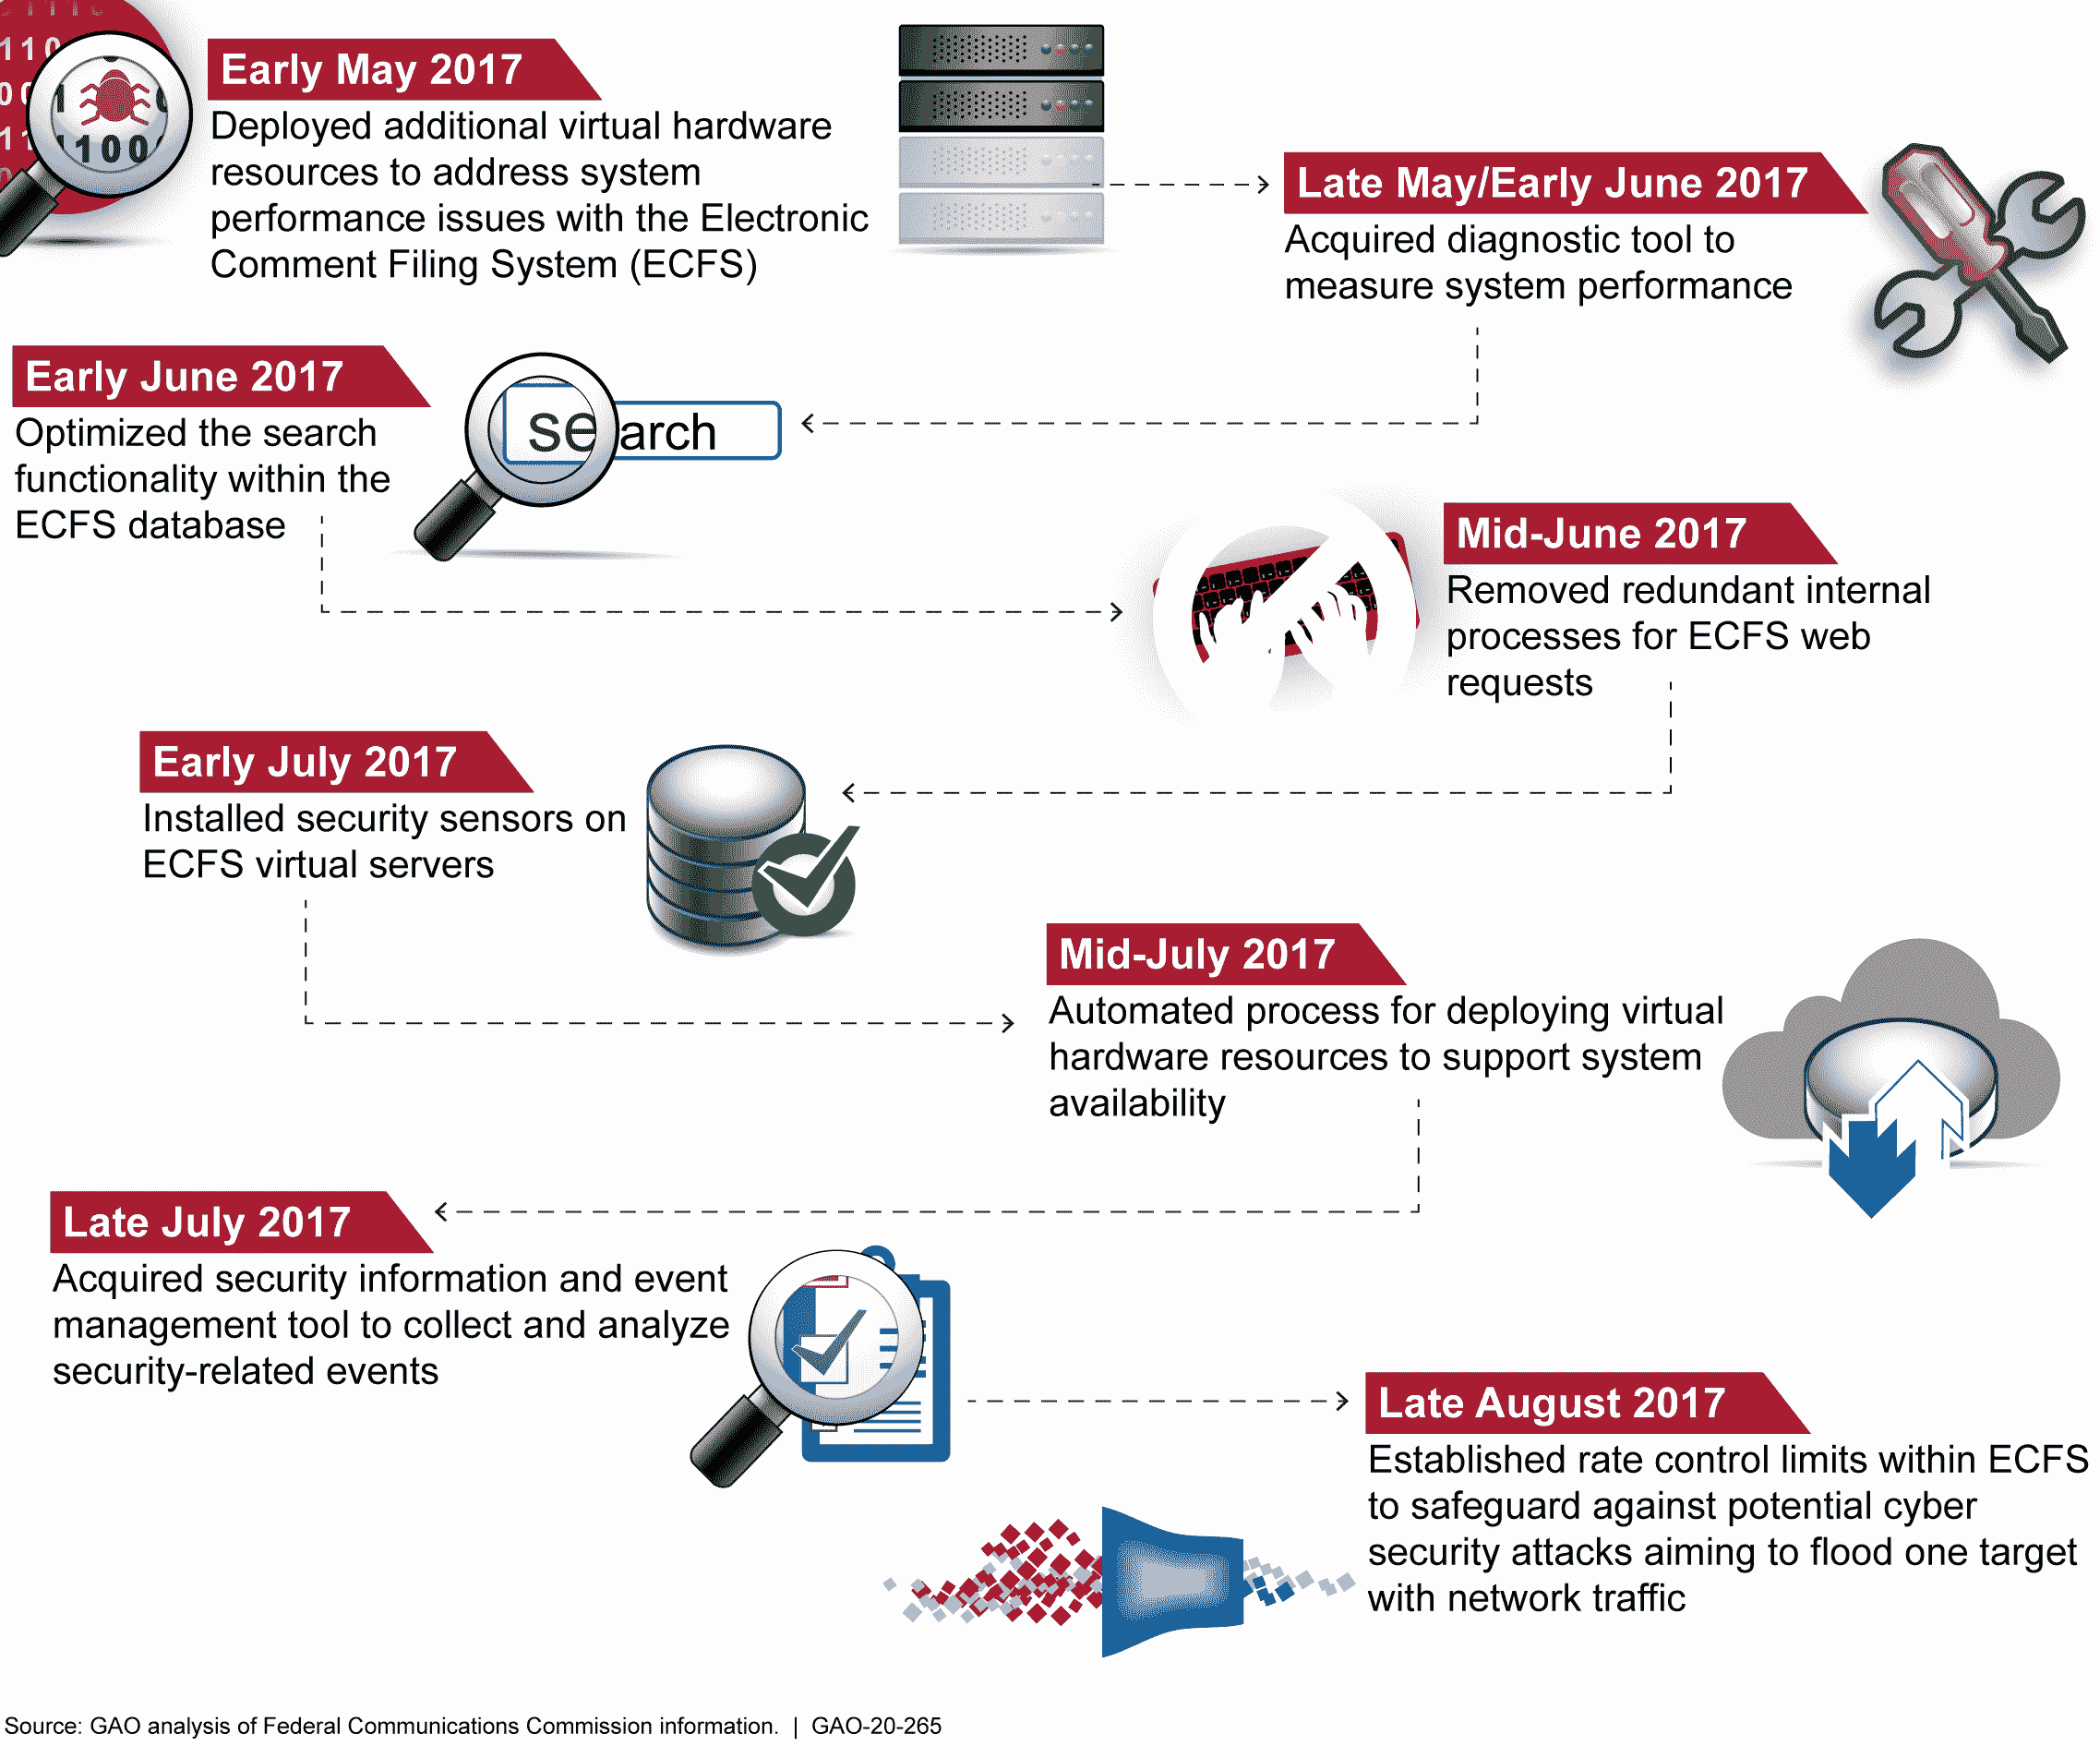 Early May 2017
Deployed additional virtual hardware
resources to address system
performance issues with the Electronic
Comment Filing System (ECFS)
Late May/Early June 2017
Acquired diagnostic tool to
measure system performance
Early June 2017
Optimized the search
functionality within the
ECFS database
search
Mid-June 2017
Removed redundant internal
processes for ECFS web
requests
Early July 2017
Installed security sensors on
ECFS virtual servers
Mid-July 2017
Automated process for deploying virtual
hardware resources to support system
availability
Late July 2017
Acquired security information and event
management tool to collect and analyze
security-related events
Late August 2017
Established rate control limits within ECFS
to safeguard against potential cyber
security attacks aiming to flood one target
with network traffic
Source: GAO analysis of Federal Communications Commission information. | GAO-20-265